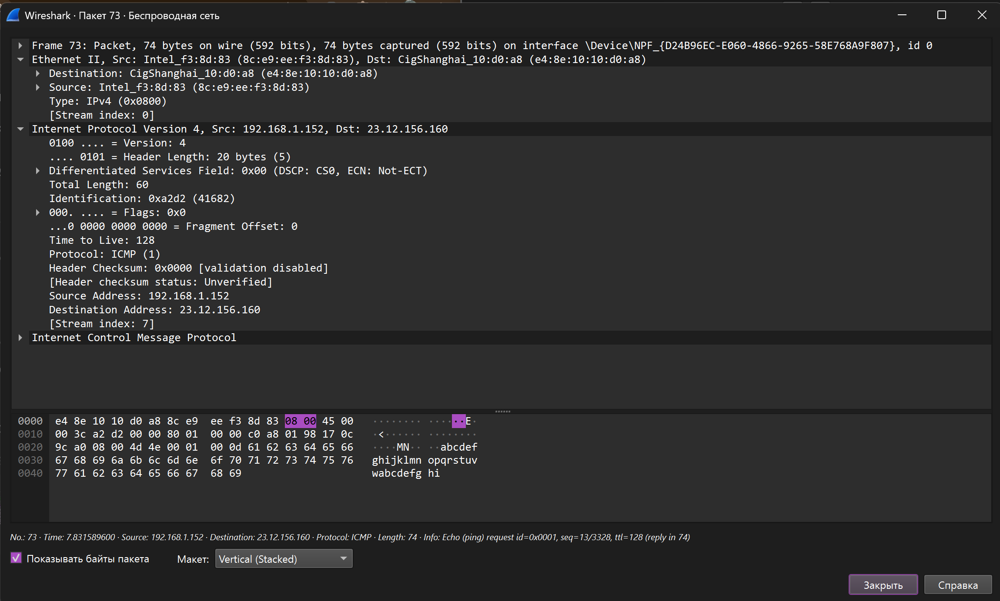 Wireshark · Пакет 73 · Беспроводная сеть
Frame 73: Packet, 74 bytes on wire (592 bits), 74 bytes captured (592 bits) on interface \Device\NPF_{D24B96EC-E060-4866-9265-58E768A9F807}, id 0
Ethernet II, Src: Intel_f3:8d:83 (8c:e9:ee:f3:8d:83), Dst: CigShanghai_10:d0:a8 (e4:8e:10:10:d0:a8)
Destination: CigShanghai_10:d0:a8 (e4:8e:10:10:d0:a8)
Source: Intel_f3:8d:83 (8c:e9:ee:f3:8d:83)
Type: IPv4 (0x0800)
[Stream index: 0]
Internet Protocol Version 4, Src: 192.168.1.152, Dst: 23.12.156.160
0100 .... = Version: 4
.... 0101 = Header Length: 20 bytes (5)
Differentiated Services Field: 0x00 (DSCP: CS0, ECN: Not-ECT)
Total Length: 60
Identification: 0xa2d2 (41682)
000. .... = Flags: 0x0
...0 0000 0000 0000 = Fragment Offset: 0
Time to Live: 128
Protocol: ICMP (1)
Header Checksum: 0x0000 [validation disabled]
[Header checksum status: Unverified]
Source Address: 192.168.1.152
Destination Address: 23.12.156.160
[Stream index: 7]
Internet Control Message Protocol
0000 e4 8e 10 10 d0 a8 8c e9 ee f3 8d 83 08 00 45 00 ········ ······E·
0010 00 3c a2 d2 00 00 80 01 00 00 c0 a8 01 98 17 0c ·<······ ········
0020 9c a0 08 00 4d 4e 00 01 00 0d 61 62 63 64 65 66 ····MN·· ··abcdef
0030 67 68 69 6a 6b 6c 6d 6e 6f 70 71 72 73 74 75 76 ghijklmn opqrstuv
0040 77 61 62 63 64 65 66 67 68 69 wabcdefg hi
No.: 73 · Time: 7.831589600 · Source: 192.168.1.152 · Destination: 23.12.156.160 · Protocol: ICMP · Length: 74 · Info: Echo (ping) request id=0x0001, seq=13/3328, ttl=128 (reply in 74)
Показывать байты пакета Макет: Vertical (Stacked)
Закрыть Справка